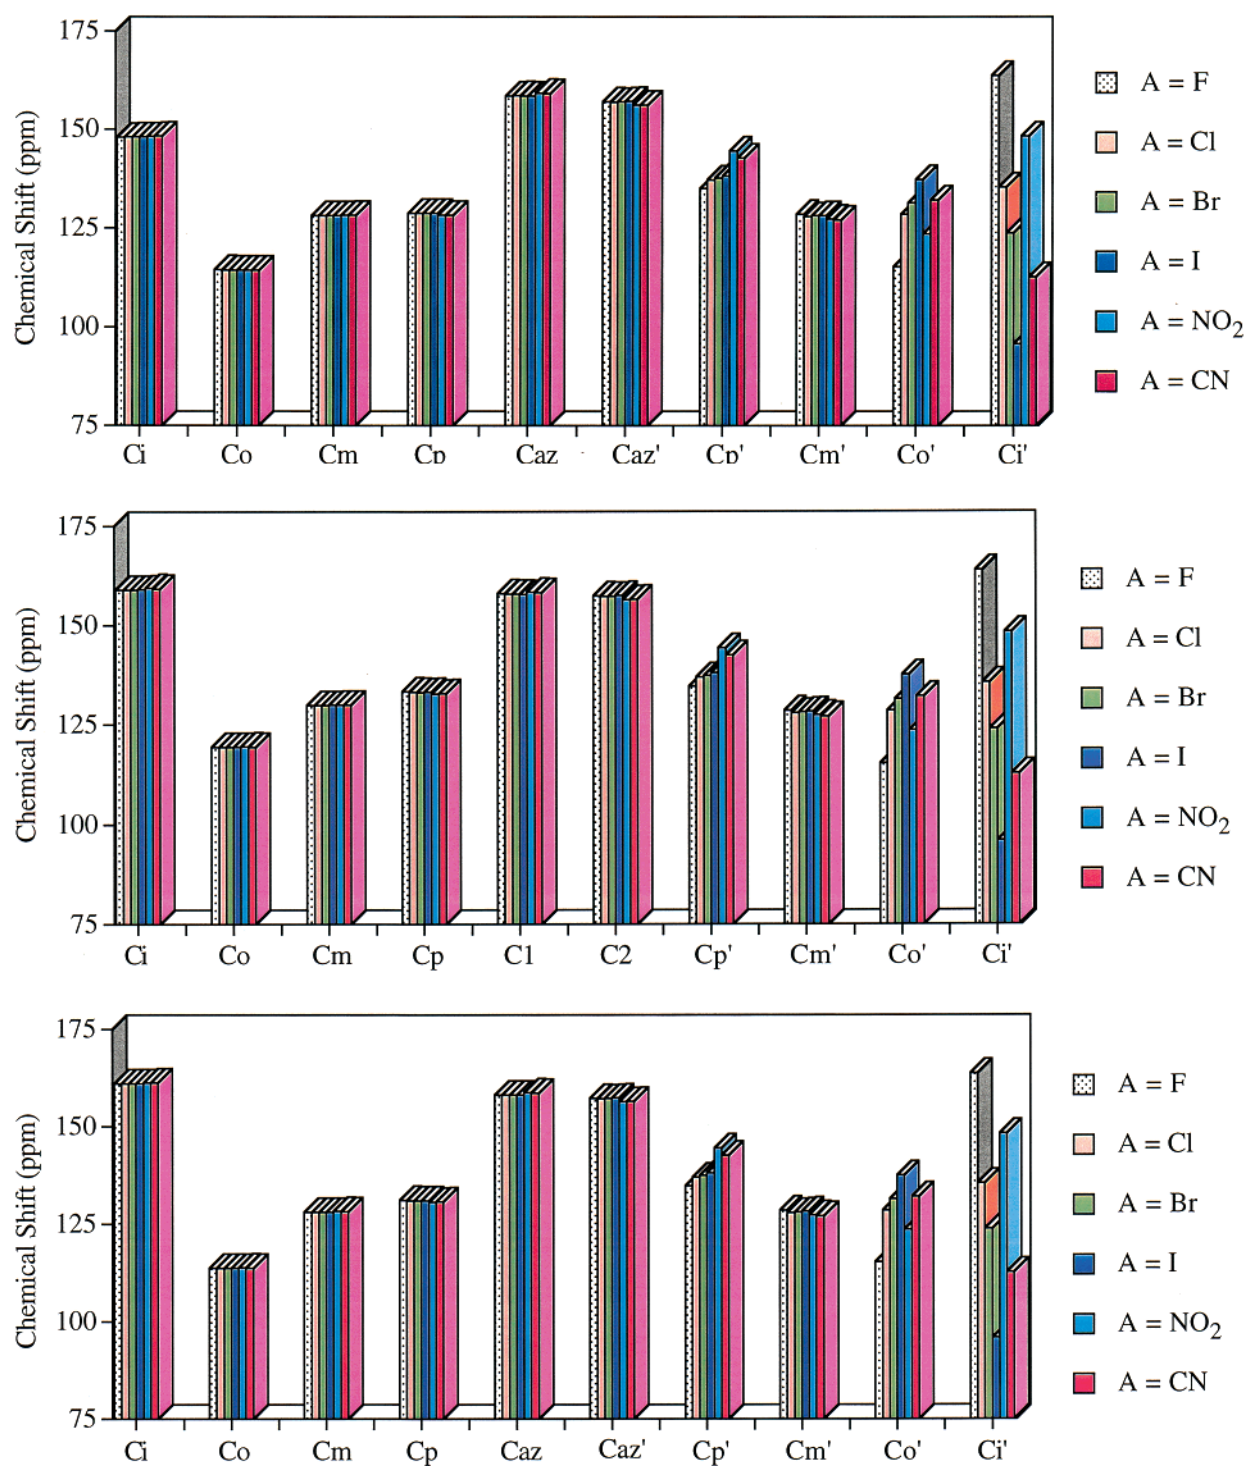 175
150
125
100
75
Chemical Shift (ppm)
Ci Co Cm Cp Caz Caz' Cp' Cm' Co' Ci'
A = F
A = Cl
A = Br
A = I
A = NO2
A = CN
175
150
125
100
75
Chemical Shift (ppm)
Ci Co Cm Cp C1 C2 Cp' Cm' Co' Ci'
A = F
A = Cl
A = Br
A = I
A = NO2
A = CN
175
150
125
100
75
Chemical Shift (ppm)
Ci Co Cm Cp Caz Caz' Cp' Cm' Co' Ci'
A = F
A = Cl
A = Br
A = I
A = NO2
A = CN